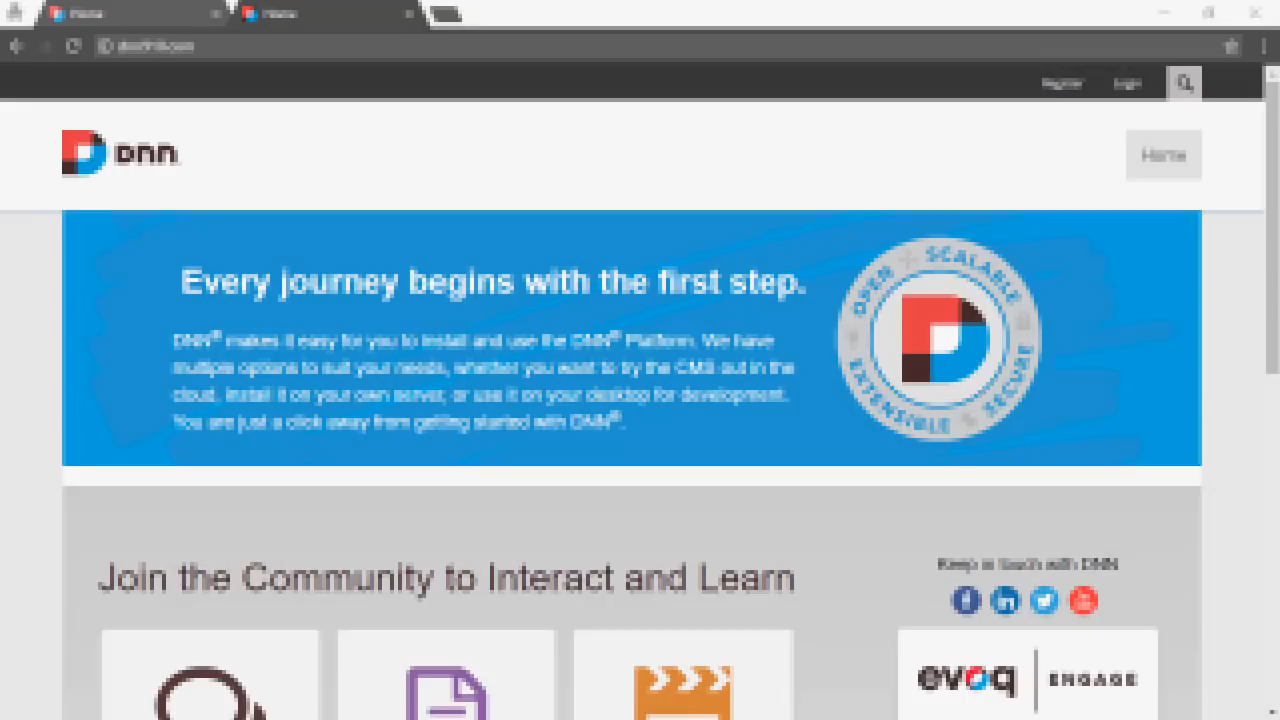 Home
Home
Register
Login
DNN
Home
Every journey begins with the first step.
DNN® makes it easy for you to install and use the DNN® Platform. We have
multiple options to suit your needs, whether you want to try the CMS out in the
cloud, install it on your own server, or use it on your desktop for development.
You are just a click away from getting started with DNN®.
OPEN
SCALABLE
EXTENSIBLE
SECURE
Join the Community to Interact and Learn
Keep in touch with DNN
evoq
ENGAGE